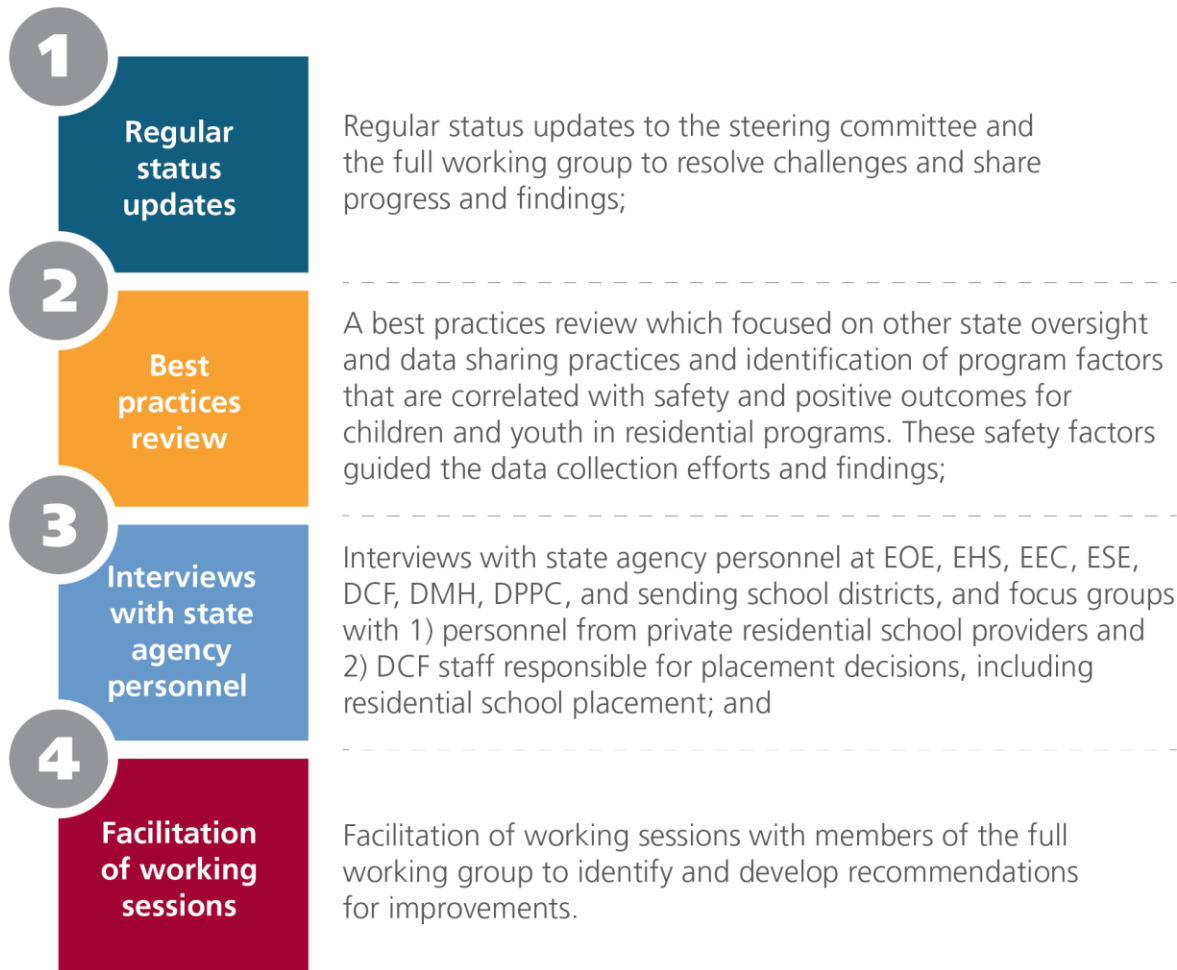 1
Regular
status
updates
Regular status updates to the steering committee and
the full working group to resolve challenges and share
progress and findings;
2
Best
practices
review
A best practices review which focused on other state oversight
and data sharing practices and identification of program factors
that are correlated with safety and positive outcomes for
children and youth in residential programs. These safety factors
guided the data collection efforts and findings;
3
Interviews
with state
agency
personnel
Interviews with state agency personnel at EOE, EHS, EEC, ESE,
DCF, DMH, DPPC, and sending school districts, and focus groups
with 1) personnel from private residential school providers and
2) DCF staff responsible for placement decisions, including
residential school placement; and
4
Facilitation
of working
sessions
Facilitation of working sessions with members of the full
working group to identify and develop recommendations
for improvements.